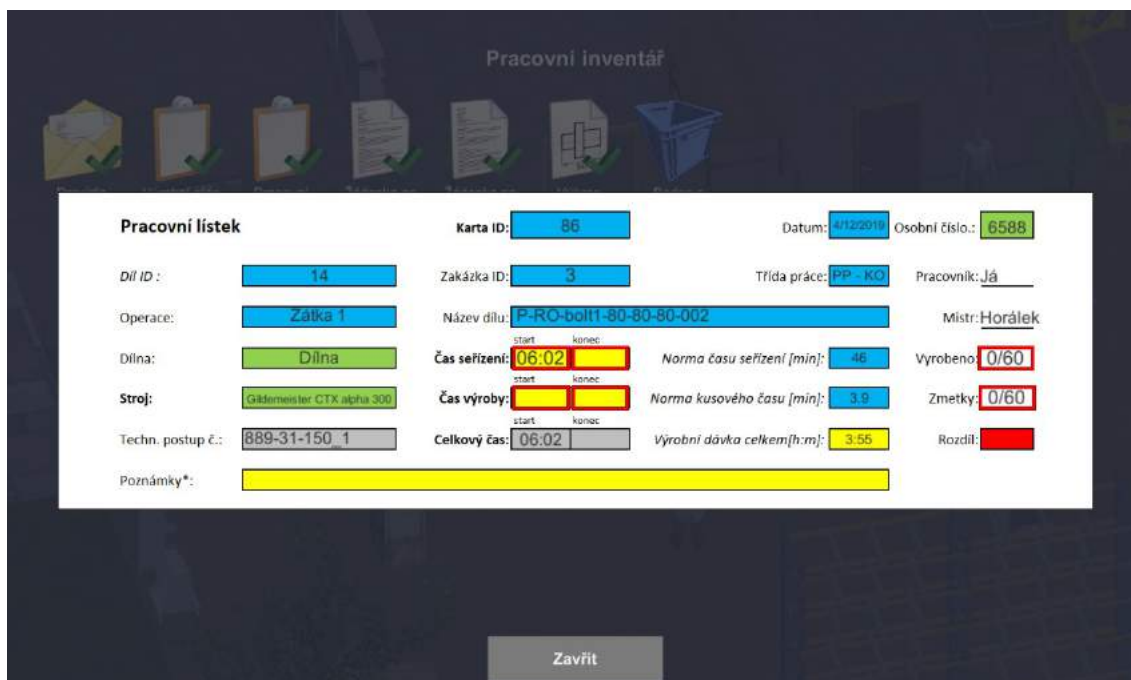 Pracovní inventář
Pracovní lístek Karta ID: 86 Datum: 4/12/2019 Osobní číslo.: 6588
Díl ID : 14 Zakázka ID: 3 Třída práce: PP - KO Pracovník: Já
Operace: Zátka 1 Název dílu: P-RO-bolt1-80-80-80-002 Mistr: Horálek
start konec
Dílna: Dílna Čas seřízení: 06:02 Norma času seřízení [min]: 46 Vyrobeno: 0/60
start konec
Stroj: Gildemeister CTX alpha 300 Čas výroby: Norma kusového času [min]: 3.9 Zmetky: 0/60
start konec
Techn. postup č.: 889-31-150_1 Celkový čas: 06:02 Výrobní dávka celkem[h:m]: 3:55 Rozdíl:
Poznámky*:
Zavřít